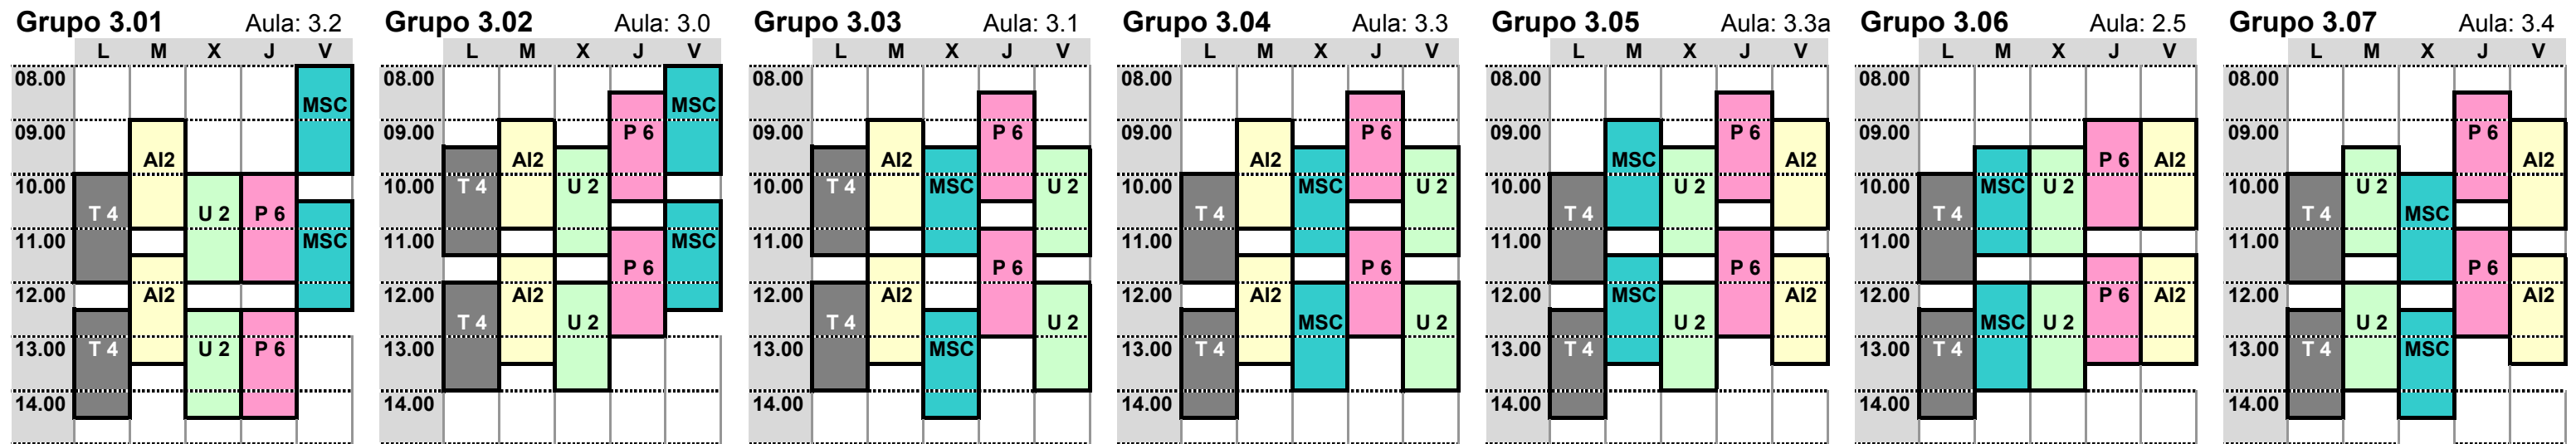 Grupo 3.01 Aula: 3.2
L M X J V
08.00
MSC
09.00
AI2
10.00
T 4 U 2 P 6
11.00 MSC
12.00 AI2
13.00 T 4 U 2 P 6
14.00
Grupo 3.02 Aula: 3.0
L M X J V
08.00
MSC
09.00 P 6
AI2
10.00 T 4 U 2
11.00 MSC
P 6
12.00 AI2
T 4 U 2
13.00
14.00
Grupo 3.03 Aula: 3.1
L M X J V
08.00
09.00 P 6
AI2
10.00 T 4 MSC U 2
11.00
P 6
12.00 AI2
T 4 U 2
13.00 MSC
14.00
Grupo 3.04 Aula: 3.3
L M X J V
08.00
09.00 P 6
AI2
10.00 MSC U 2
T 4
11.00
P 6
12.00 AI2
MSC U 2
13.00 T 4
14.00
Grupo 3.05 Aula: 3.3a
L M X J V
08.00
09.00 P 6
MSC AI2
10.00 U 2
T 4
11.00
P 6
12.00 MSC AI2
U 2
13.00 T 4
14.00
Grupo 3.06 Aula: 2.5
L M X J V
08.00
09.00
P 6 AI2
10.00 MSC U 2
T 4
11.00
12.00 P 6 AI2
MSC U 2
13.00 T 4
14.00
Grupo 3.07 Aula: 3.4
L M X J V
08.00
09.00 P 6
AI2
10.00 U 2
T 4 MSC
11.00
P 6
12.00 AI2
U 2
13.00 T 4 MSC
14.00